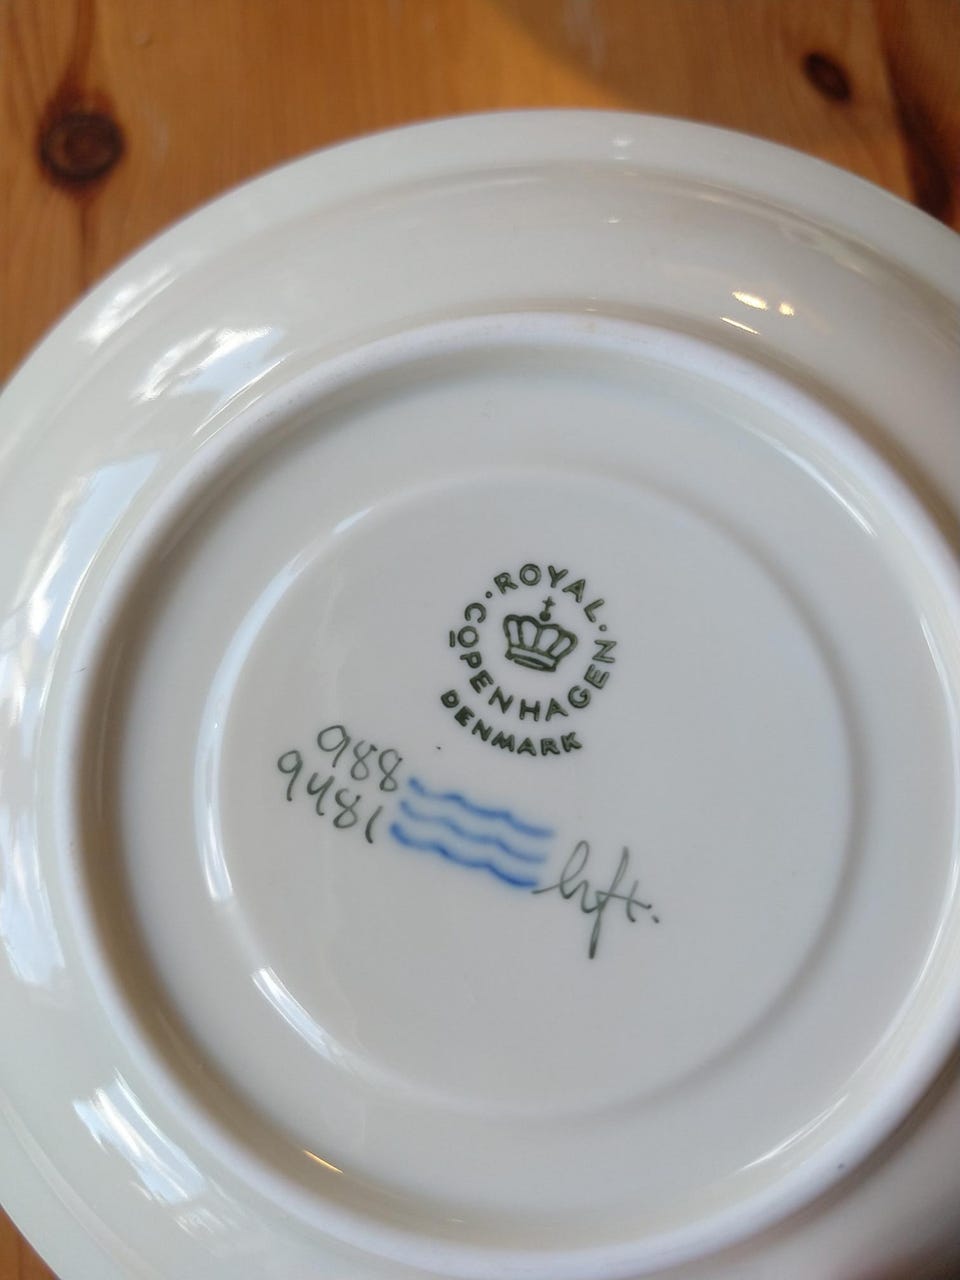 ROYAL. COPENHAGEN.
DENMARK
988
9481